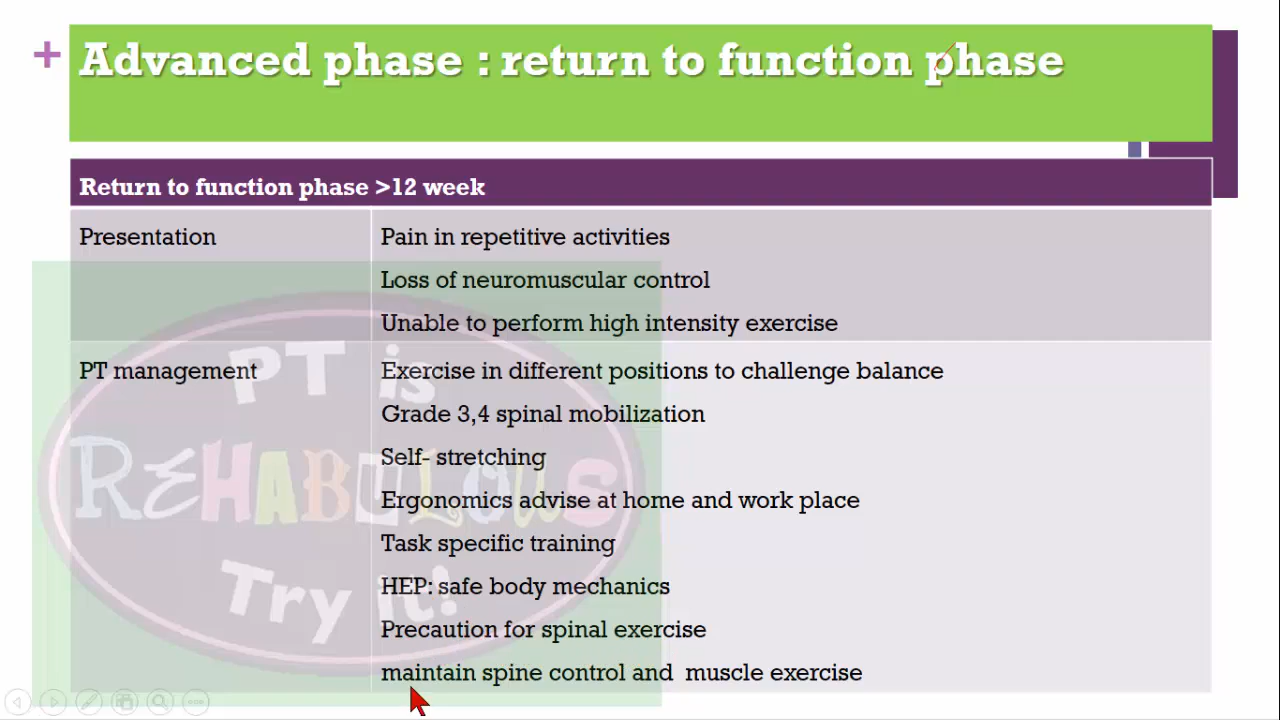 + Advanced phase : return to function phase
Return to function phase >12 week
Presentation
Pain in repetitive activities
Loss of neuromuscular control
Unable to perform high intensity exercise
PT management
Exercise in different positions to challenge balance
Grade 3,4 spinal mobilization
Self- stretching
Ergonomics advise at home and work place
Task specific training
HEP: safe body mechanics
Precaution for spinal exercise
maintain spine control and  muscle exercise
PT is
REHABULOUS
Try it!